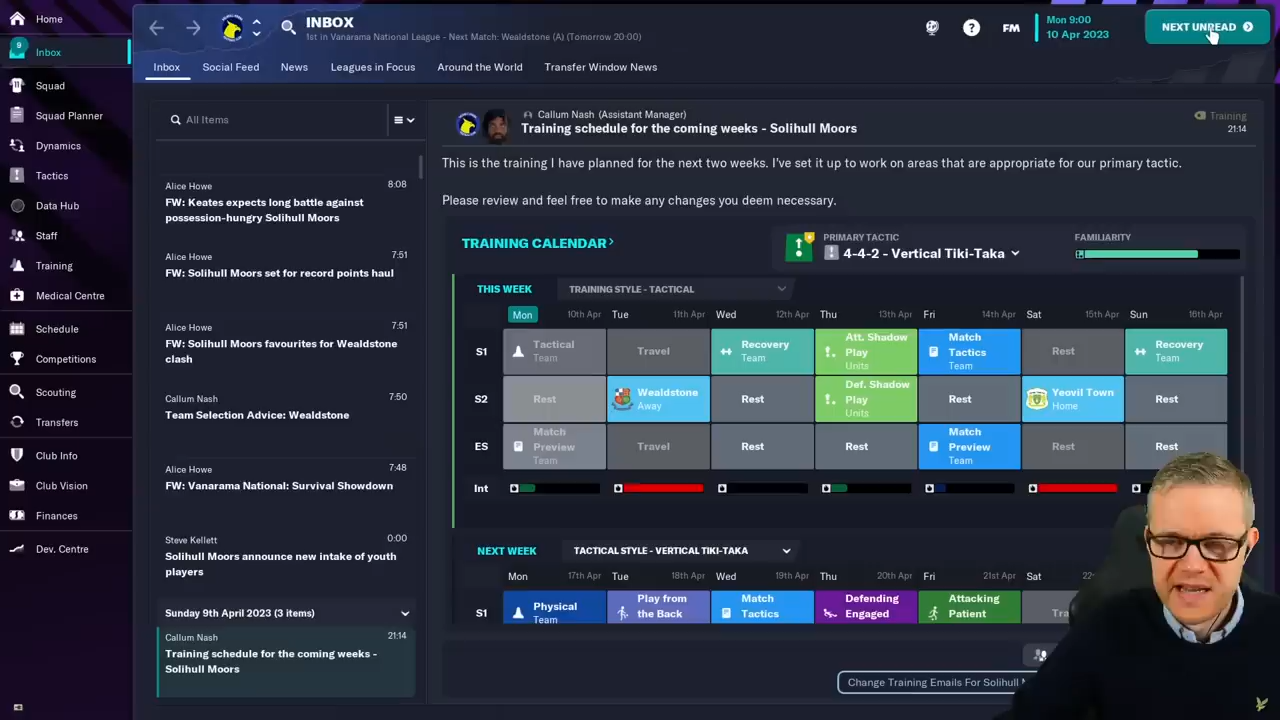 Home
9
Inbox
Squad
Squad Planner
Dynamics
Tactics
Data Hub
Staff
Training
Medical Centre
Schedule
Competitions
Scouting
Transfers
Club Info
Club Vision
Finances
Dev. Centre
INBOX
1st in Vanarama National League - Next Match: Wealdstone (A) (Tomorrow 20:00)
FM
Mon 9:00
10 Apr 2023
NEXT UNREAD
Inbox
Social Feed
News
Leagues in Focus
Around the World
Transfer Window News
All Items
Alice Howe
8:08
FW: Keates expects long battle against
possession-hungry Solihull Moors
Alice Howe
7:51
FW: Solihull Moors set for record points haul
Alice Howe
7:51
FW: Solihull Moors favourites for Wealdstone
clash
Callum Nash
7:50
Team Selection Advice: Wealdstone
Alice Howe
7:48
FW: Vanarama National: Survival Showdown
Steve Kellett
0:00
Solihull Moors announce new intake of youth
players
Sunday 9th April 2023 (3 items)
Callum Nash
21:14
Training schedule for the coming weeks -
Solihull Moors
Callum Nash (Assistant Manager)
Training schedule for the coming weeks - Solihull Moors
Training
21:14
This is the training I have planned for the next two weeks. I've set it up to work on areas that are appropriate for our primary tactic.
Please review and feel free to make any changes you deem necessary.
TRAINING CALENDAR
PRIMARY TACTIC
4-4-2 - Vertical Tiki-Taka
FAMILIARITY
THIS WEEK
TRAINING STYLE - TACTICAL
Mon 10th Apr Tue 11th Apr Wed 12th Apr Thu 13th Apr Fri 14th Apr Sat 15th Apr Sun 16th Apr
S1
Tactical
Team
Travel
Recovery
Team
Att. Shadow
Play
Units
Match
Tactics
Team
Rest
Recovery
Team
S2
Rest
Wealdstone
Away
Rest
Def. Shadow
Play
Units
Rest
Yeovil Town
Home
Rest
ES
Match
Preview
Team
Travel
Rest
Rest
Match
Preview
Team
Rest
Rest
Int
NEXT WEEK
TACTICAL STYLE - VERTICAL TIKI-TAKA
Mon 17th Apr Tue 18th Apr Wed 19th Apr Thu 20th Apr Fri 21st Apr Sat
S1
Physical
Team
Play from
the Back
Match
Tactics
Defending
Engaged
Attacking
Patient
Change Training Emails For Solihull